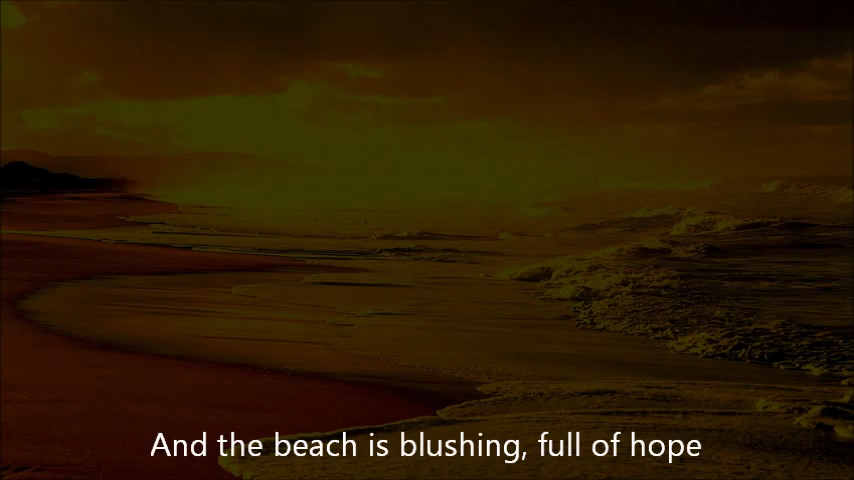 And the beach is blushing, full of hope